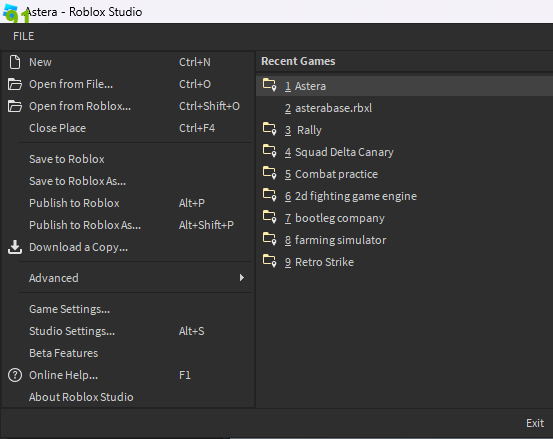 Astera - Roblox Studio
91
FILE
New Ctrl+N
Open from File... Ctrl+O
Open from Roblox... Ctrl+Shift+O
Close Place Ctrl+F4
Save to Roblox
Save to Roblox As...
Publish to Roblox Alt+P
Publish to Roblox As... Alt+Shift+P
Download a Copy...
Advanced
Game Settings...
Studio Settings... Alt+S
Beta Features
Online Help... F1
About Roblox Studio
Recent Games
1 Astera
2 asterabase.rbxl
3 Rally
4 Squad Delta Canary
5 Combat practice
6 2d fighting game engine
7 bootleg company
8 farming simulator
9 Retro Strike
Exit